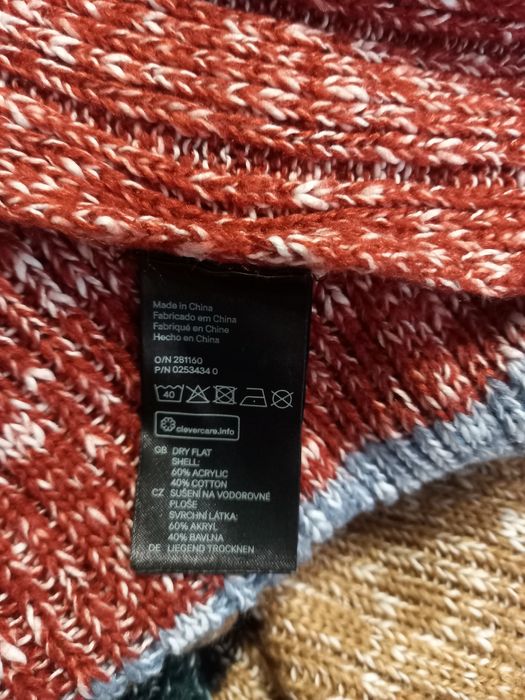 Made in China
Fabricado em China
Fabriqué en Chine
Hecho en China
O/N 281160
P/N 0253434 0
40
clevercare.info
GB DRY FLAT
SHELL:
60% ACRYLIC
40% COTTON
CZ SUŠENÍ NA VODOROVNÉ
PLOŠE
SVRCHNÍ LÁTKA:
60% AKRYL
40% BAVLNA
DE LIEGEND TROCKNEN